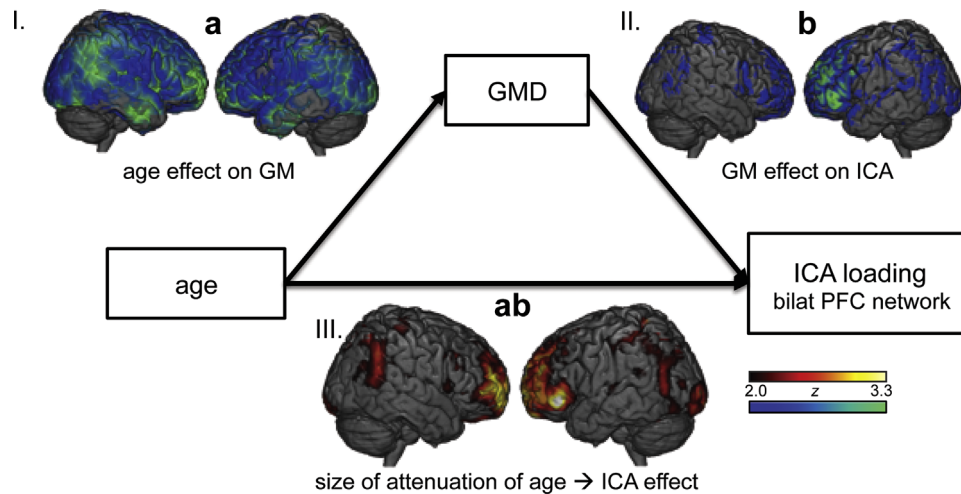 I.
a
age effect on GM
GMD
II.
b
GM effect on ICA
age
ICA loading
bilat PFC network
ab
III.
size of attenuation of age → ICA effect
2.0 z 3.3